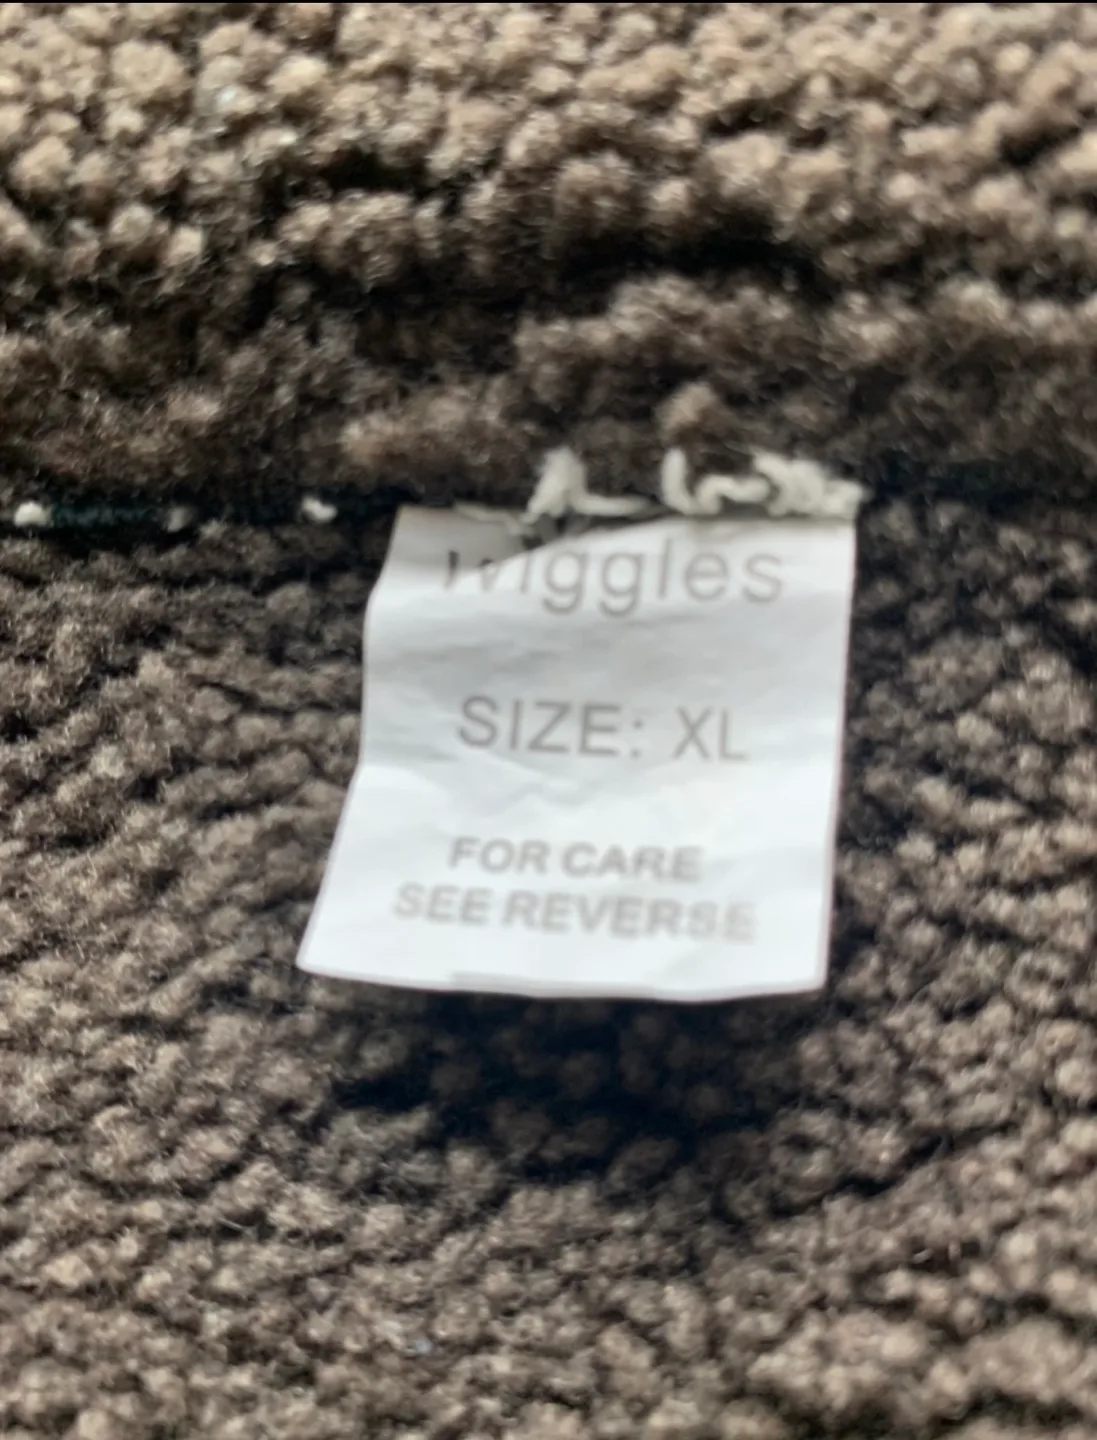 wiggles
SIZE: XL
FOR CARE
SEE REVERSE